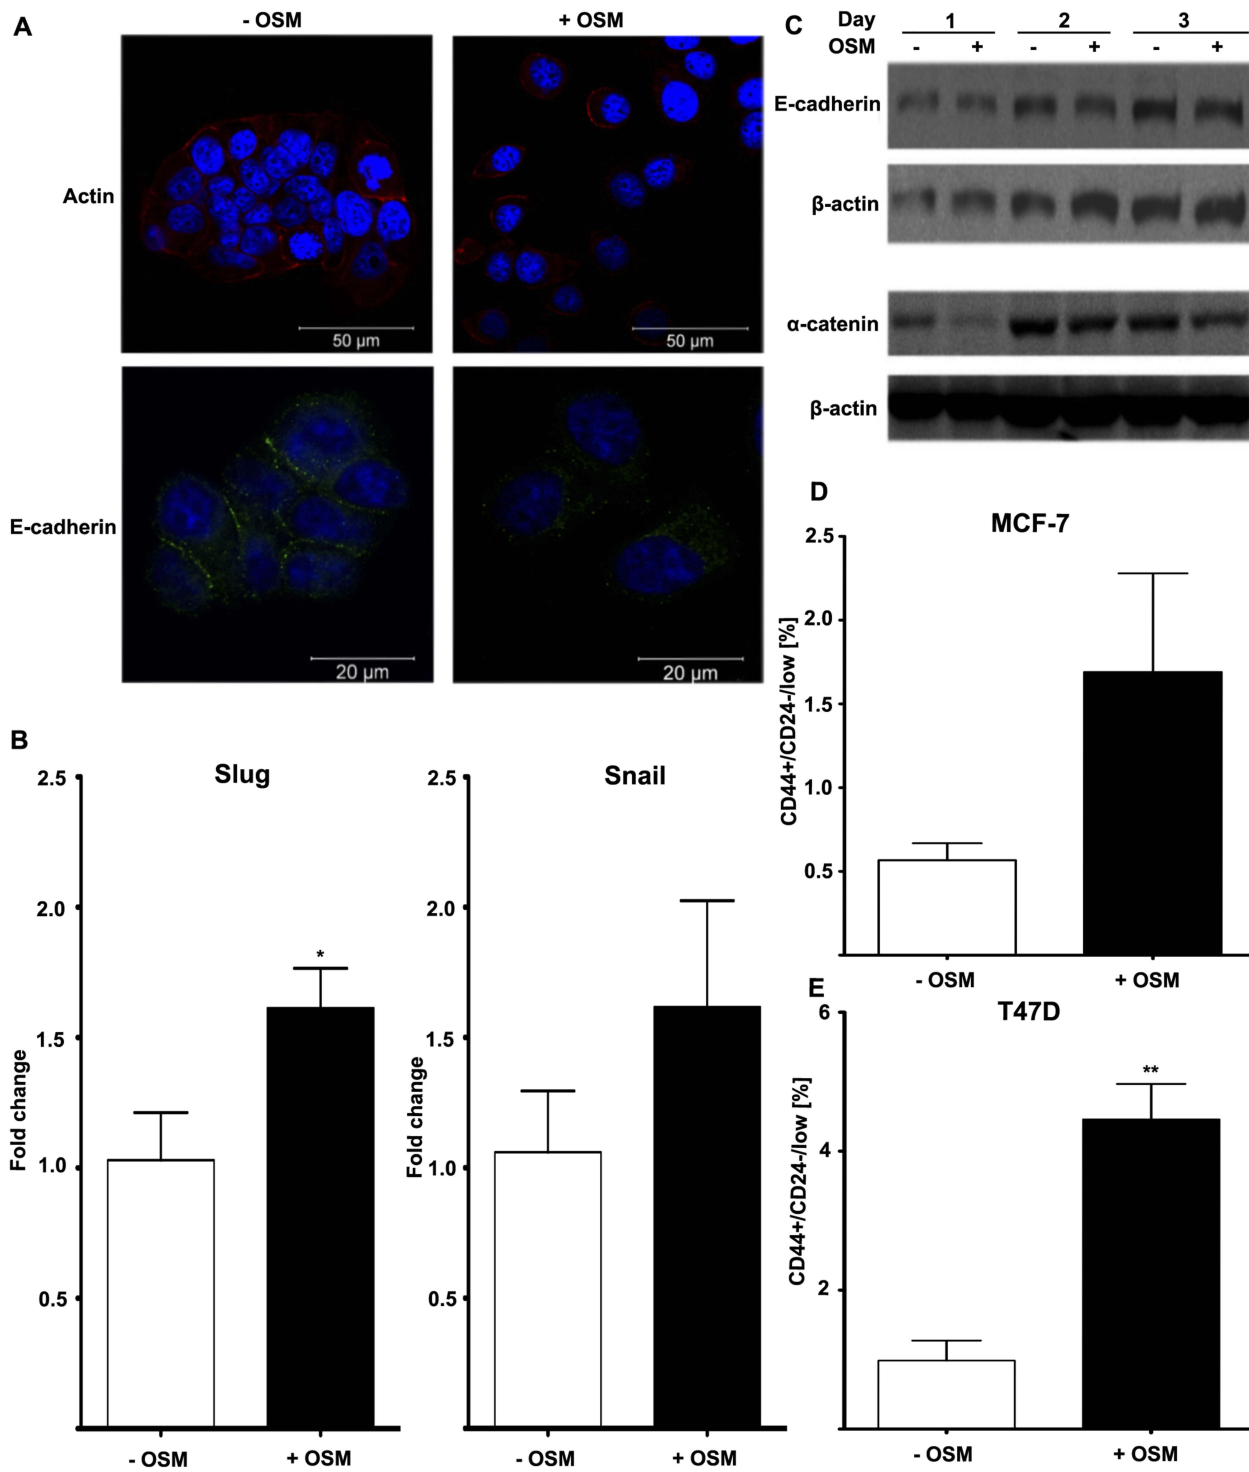 A
- OSM
+ OSM
Actin
50 μm
50 μm
E-cadherin
20 μm
20 μm
B
Slug
Fold change
2.5
2.0
1.5
1.0
0.5
*
- OSM
+ OSM
Snail
Fold change
2.5
2.0
1.5
1.0
0.5
- OSM
+ OSM
C
Day 1 2 3
OSM - + - + - +
E-cadherin
β-actin
α-catenin
β-actin
D
MCF-7
CD44+/CD24-/low [%]
2.5
2.0
1.5
1.0
0.5
- OSM
+ OSM
E
T47D
CD44+/CD24-/low [%]
6
4
2
**
- OSM
+ OSM